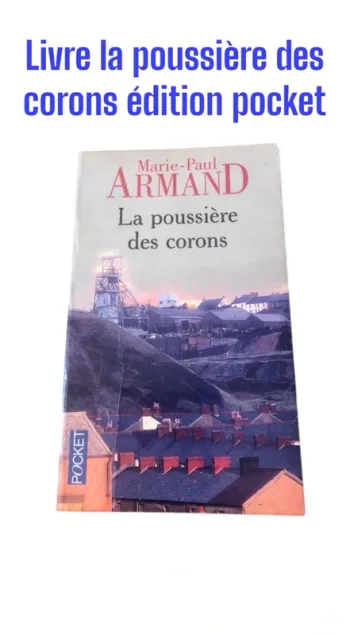 Livre la poussière des
corons édition pocket
Marie-Paul
ARMAND
La poussière
des corons
POCKET